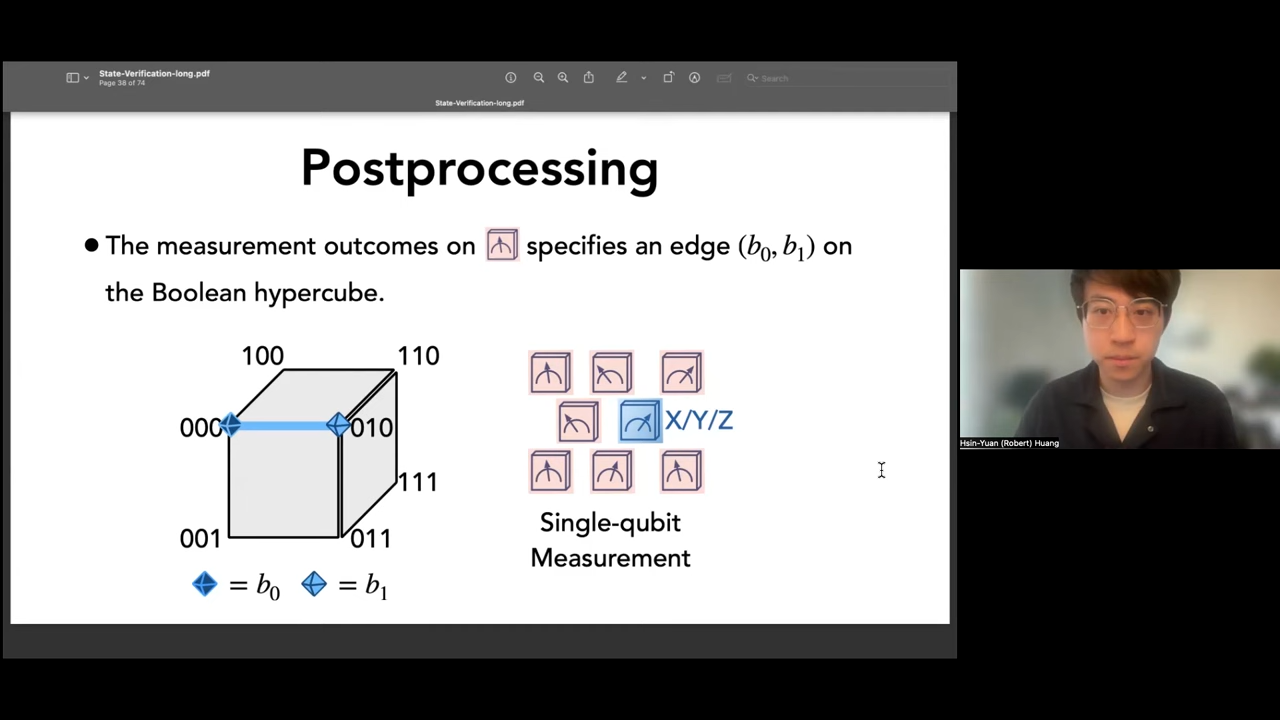 State-Verification-long.pdf
Page 38 of 74
Search
State-Verification-long.pdf
Postprocessing
● The measurement outcomes on specifies an edge (b₀, b₁) on
the Boolean hypercube.
100
110
000
010
X/Y/Z
111
001
011
Single-qubit
Measurement
= b₀ = b₁
Hsin-Yuan (Robert) Huang